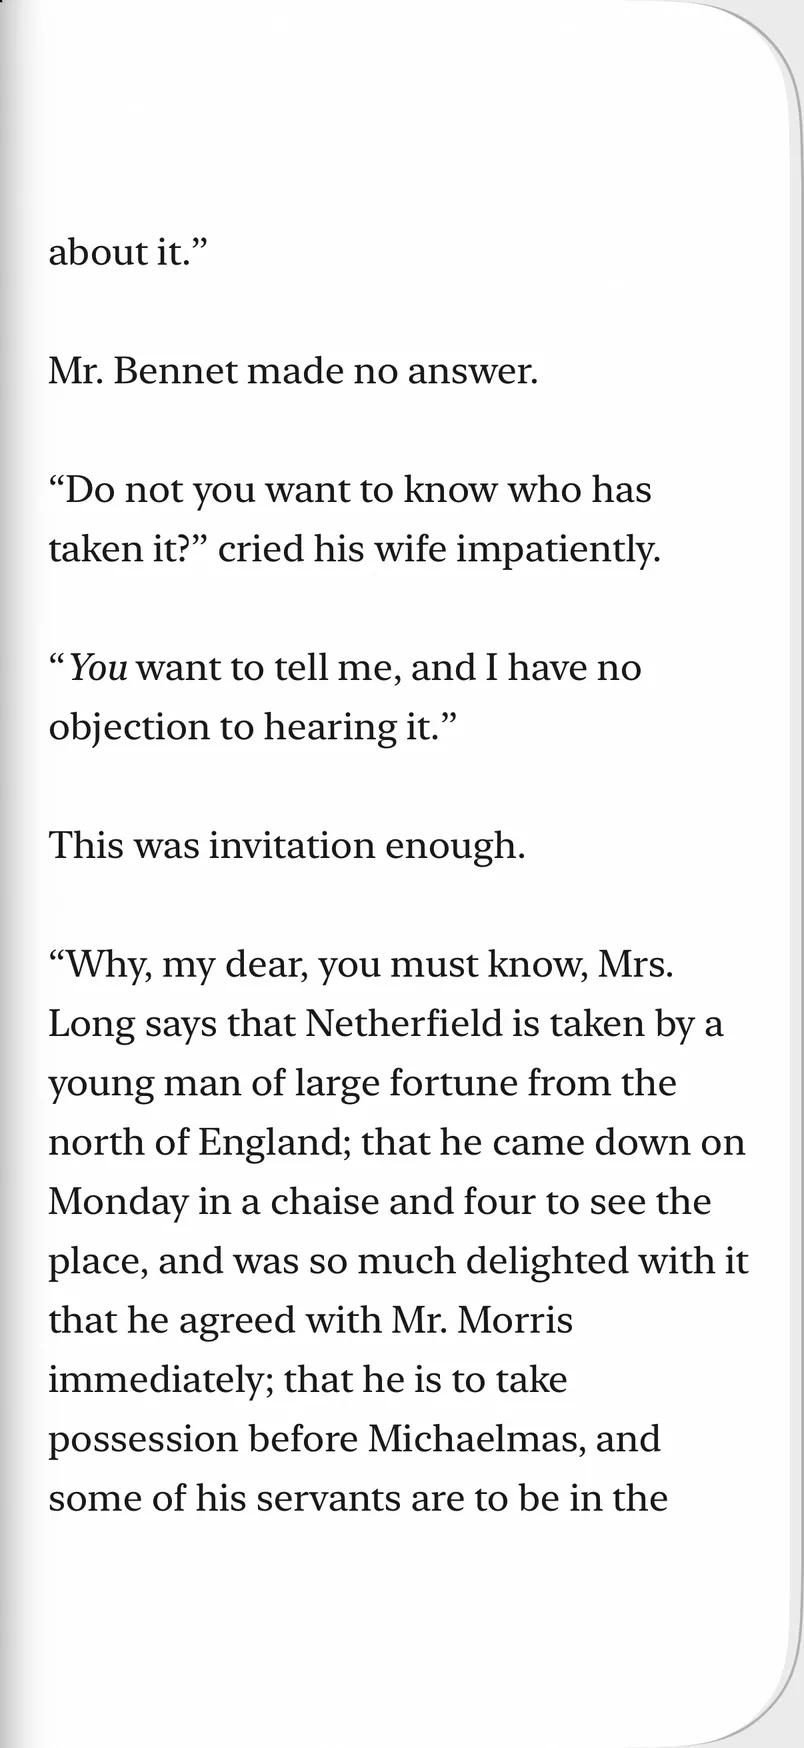 about it.”
Mr. Bennet made no answer.
“Do not you want to know who has
taken it?” cried his wife impatiently.
“You want to tell me, and I have no
objection to hearing it.”
This was invitation enough.
“Why, my dear, you must know, Mrs.
Long says that Netherfield is taken by a
young man of large fortune from the
north of England; that he came down on
Monday in a chaise and four to see the
place, and was so much delighted with it
that he agreed with Mr. Morris
immediately; that he is to take
possession before Michaelmas, and
some of his servants are to be in the